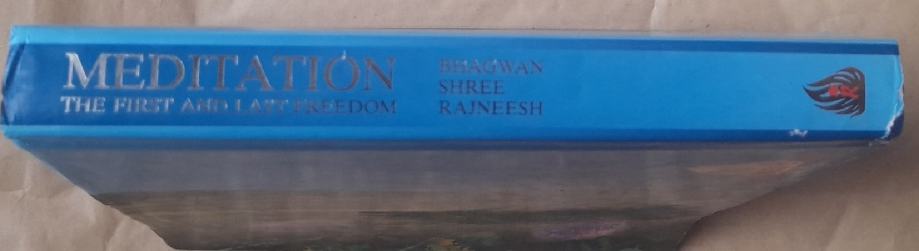 MEDITATION
THE FIRST AND LAST FREEDOM
BHAGWAN
SHREE
RAJNEESH